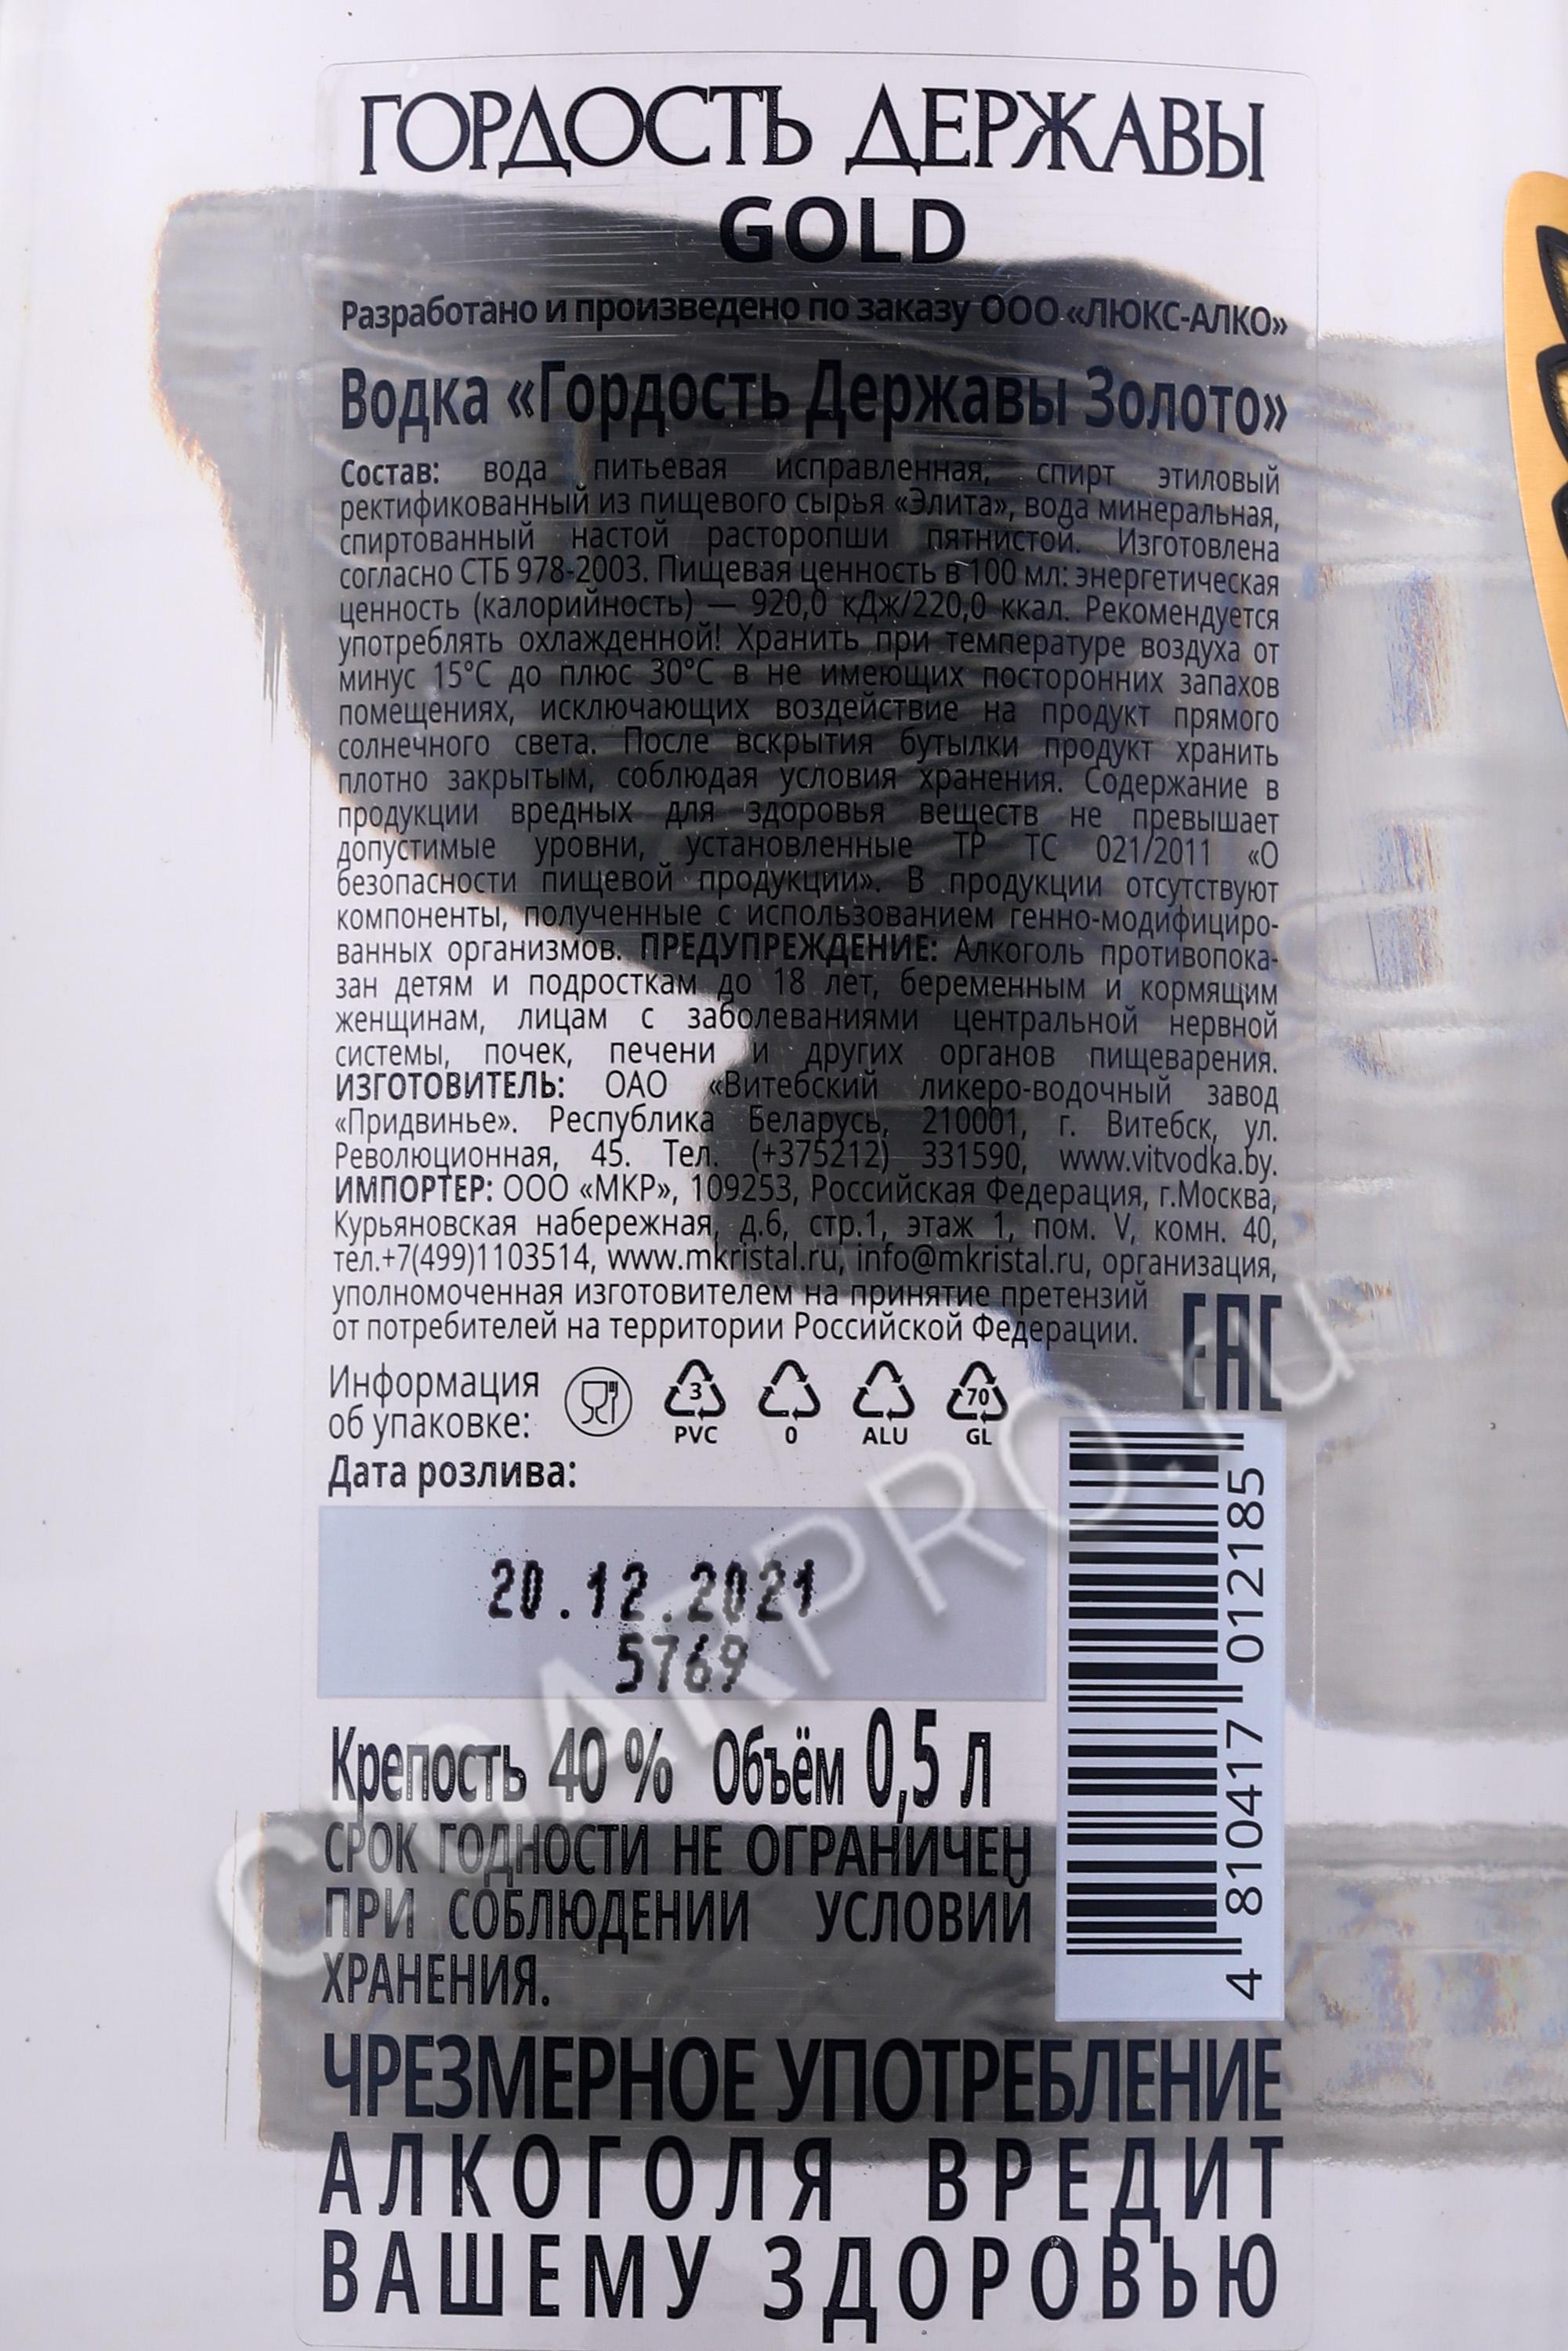 ГОРДОСТЬ ДЕРЖАВЫ
GOLD
Разработано и произведено по заказу ООО «ЛЮКС-АЛКО»
Водка «Гордость Державы Золото»
Состав: вода питьевая исправленная, спирт этиловый
ректификованный из пищевого сырья «Элита», вода минеральная,
спиртованный настой расторопши пятнистой. Изготовлена
согласно СТБ 978-2003. Пищевая ценность в 100 мл: энергетическая
ценность (калорийность) — 920,0 кДж/220,0 ккал. Рекомендуется
употреблять охлажденной! Хранить при температуре воздуха от
минус 15°С до плюс 30°С в не имеющих посторонних запахов
помещениях, исключающих воздействие на продукт прямого
солнечного света. После вскрытия бутылки продукт хранить
плотно закрытым, соблюдая условия хранения. Содержание в
продукции вредных для здоровья веществ не превышает
допустимые уровни, установленные ТР ТС 021/2011 «О
безопасности пищевой продукции». В продукции отсутствуют
компоненты, полученные с использованием генно-модифициро-
ванных организмов. ПРЕДУПРЕЖДЕНИЕ: Алкоголь противопока-
зан детям и подросткам до 18 лет, беременным и кормящим
женщинам, лицам с заболеваниями центральной нервной
системы, почек, печени и других органов пищеварения.
ИЗГОТОВИТЕЛЬ: ОАО «Витебский ликеро-водочный завод
«Придвинье». Республика Беларусь, 210001, г. Витебск, ул.
Революционная, 45. Тел. (+375212) 331590, www.vitvodka.by.
ИМПОРТЕР: ООО «МКР», 109253, Российская Федерация, г.Москва,
Курьяновская набережная, д.6, стр.1, этаж 1, пом. V, комн. 40,
тел.+7(499)1103514, www.mkristal.ru, info@mkristal.ru, организация,
уполномоченная изготовителем на принятие претензий
от потребителей на территории Российской Федерации.
EAC
Информация
об упаковке:
3 PVC 0 ALU 70 GL
Дата розлива:
20.12.2021
5769
Крепость 40 % Объём 0,5 л
СРОК ГОДНОСТИ НЕ ОГРАНИЧЕН
ПРИ СОБЛЮДЕНИИ УСЛОВИЙ
ХРАНЕНИЯ.
4 810417 012185
ЧРЕЗМЕРНОЕ УПОТРЕБЛЕНИЕ
АЛКОГОЛЯ ВРЕДИТ
ВАШЕМУ ЗДОРОВЬЮ
CIGARPRO.ru